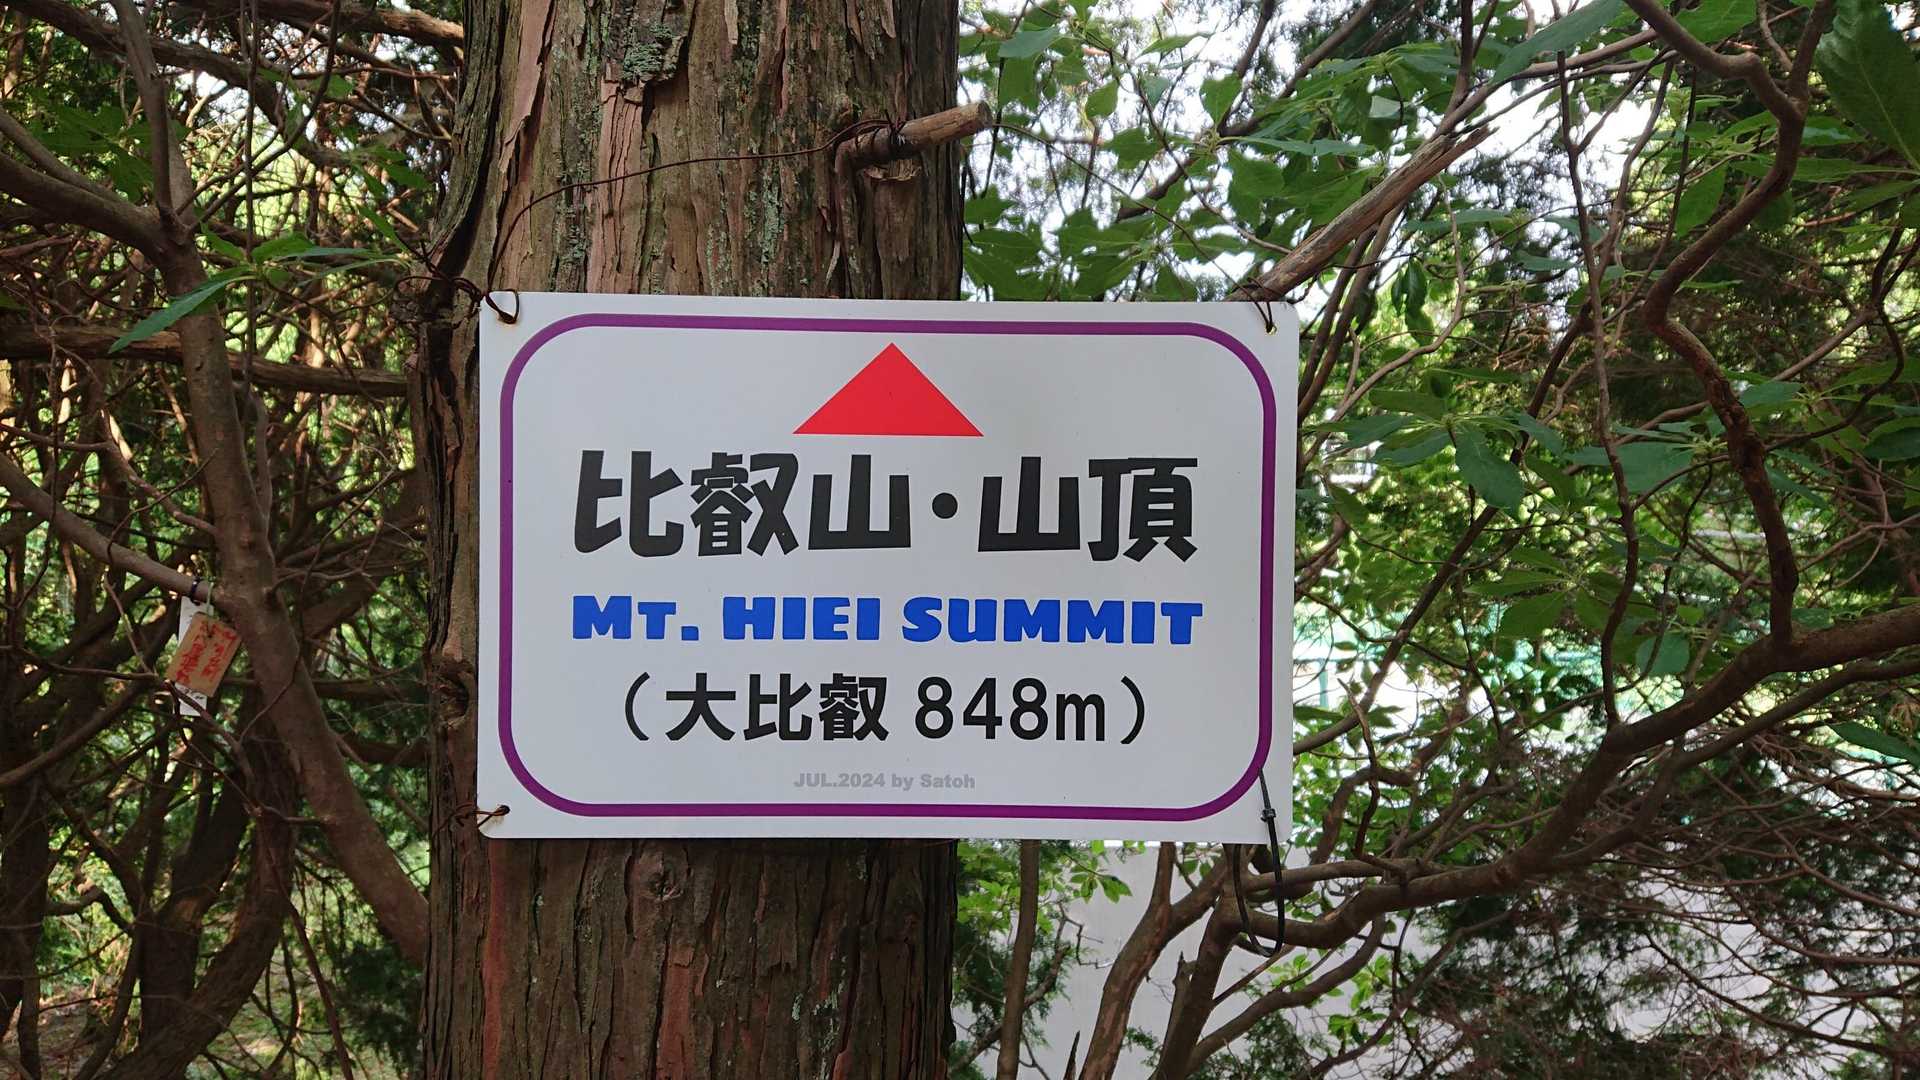 比叡山・山頂
MT. HIEI SUMMIT
（大比叡 848m）
JUL.2024 by Satoh